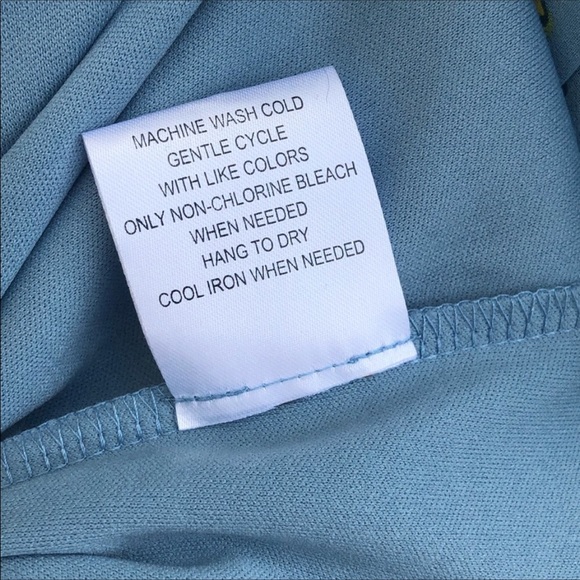 MACHINE WASH COLD
GENTLE CYCLE
WITH LIKE COLORS
ONLY NON-CHLORINE BLEACH
WHEN NEEDED
HANG TO DRY
COOL IRON WHEN NEEDED